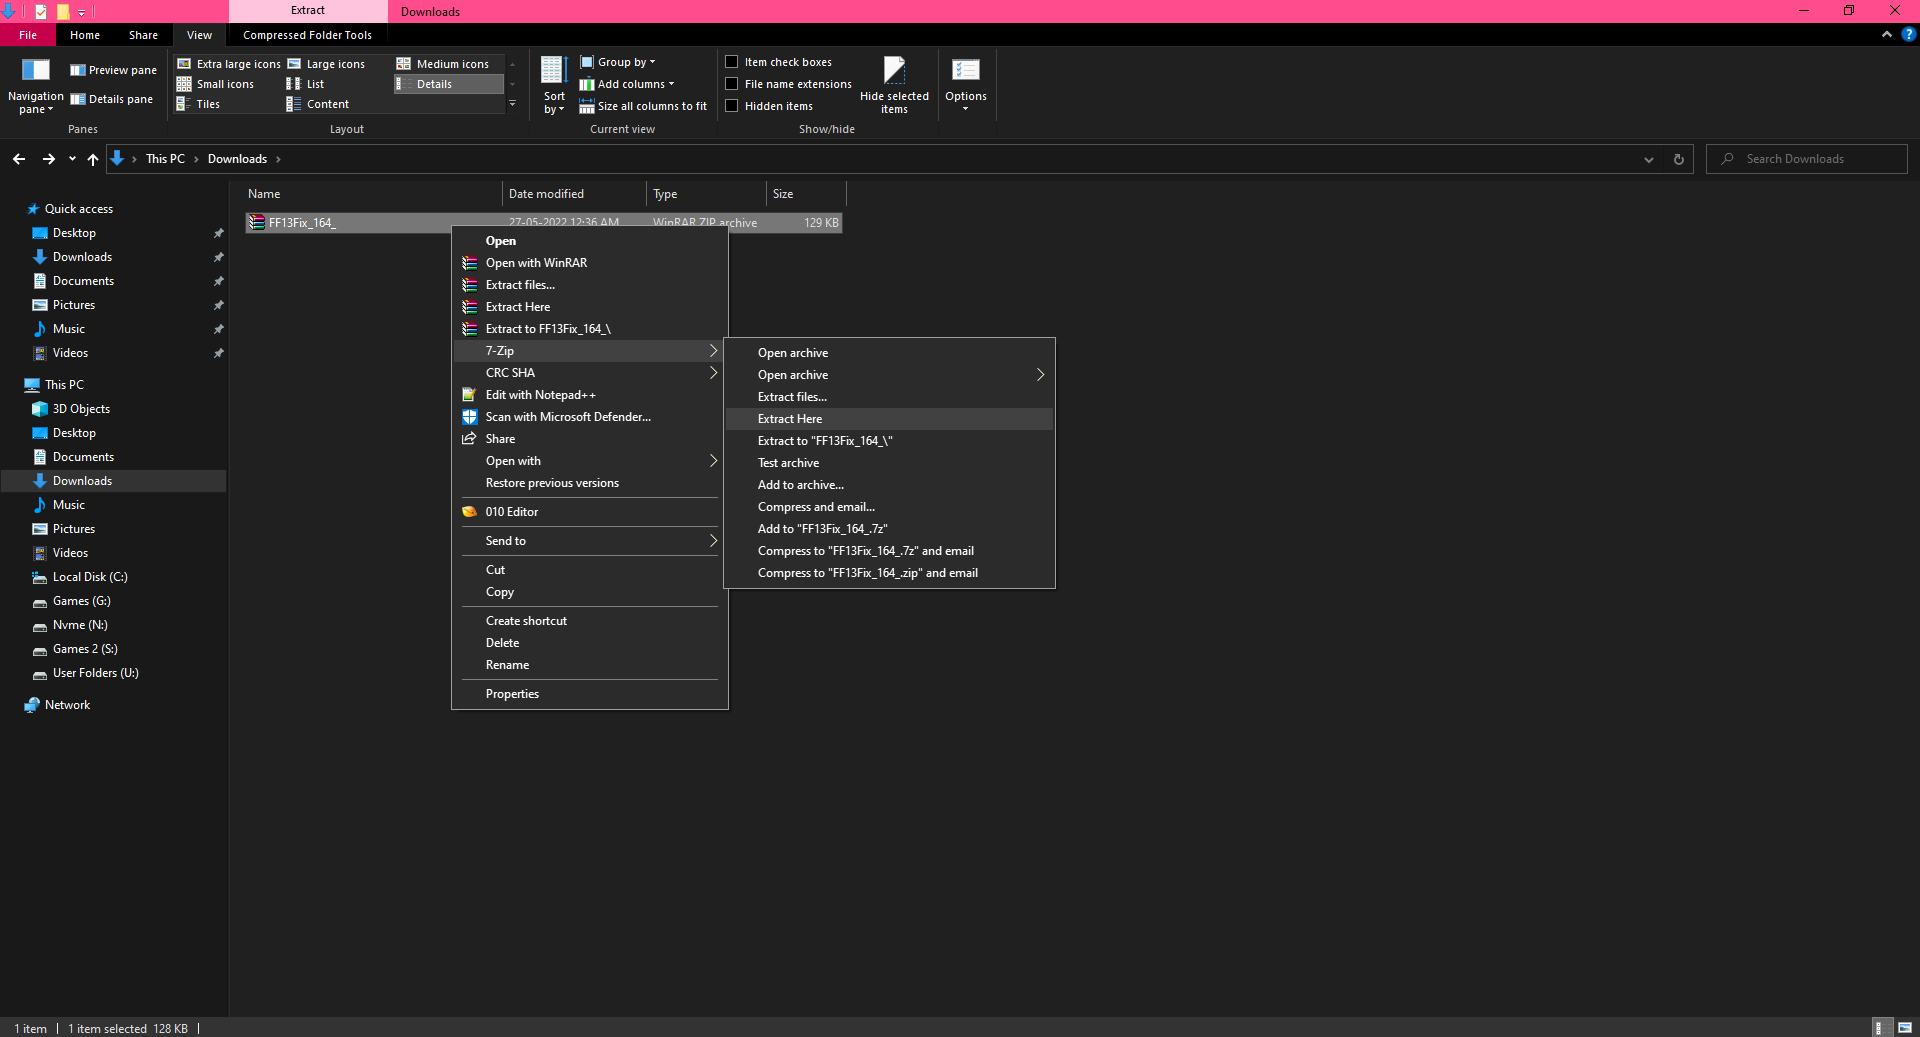 Extract
Downloads
File
Home
Share
View
Compressed Folder Tools
Navigation pane
Preview pane
Details pane
Panes
Extra large icons
Large icons
Medium icons
Small icons
List
Details
Tiles
Content
Layout
Sort by
Group by
Add columns
Size all columns to fit
Current view
Item check boxes
File name extensions
Hidden items
Hide selected items
Show/hide
Options
This PC
Downloads
Search Downloads
Name
Date modified
Type
Size
FF13Fix_164_
27-05-2022 12:36 AM
WinRAR ZIP archive
129 KB
Quick access
Desktop
Downloads
Documents
Pictures
Music
Videos
This PC
3D Objects
Desktop
Documents
Downloads
Music
Pictures
Videos
Local Disk (C:)
Games (G:)
Nvme (N:)
Games 2 (S:)
User Folders (U:)
Network
Open
Open with WinRAR
Extract files...
Extract Here
Extract to FF13Fix_164_\
7-Zip
CRC SHA
Edit with Notepad++
Scan with Microsoft Defender...
Share
Open with
Restore previous versions
010 Editor
Send to
Cut
Copy
Create shortcut
Delete
Rename
Properties
Open archive
Open archive
Extract files...
Extract Here
Extract to "FF13Fix_164_\"
Test archive
Add to archive...
Compress and email...
Add to "FF13Fix_164_.7z"
Compress to "FF13Fix_164_.7z" and email
Compress to "FF13Fix_164_.zip" and email
1 item
1 item selected 128 KB